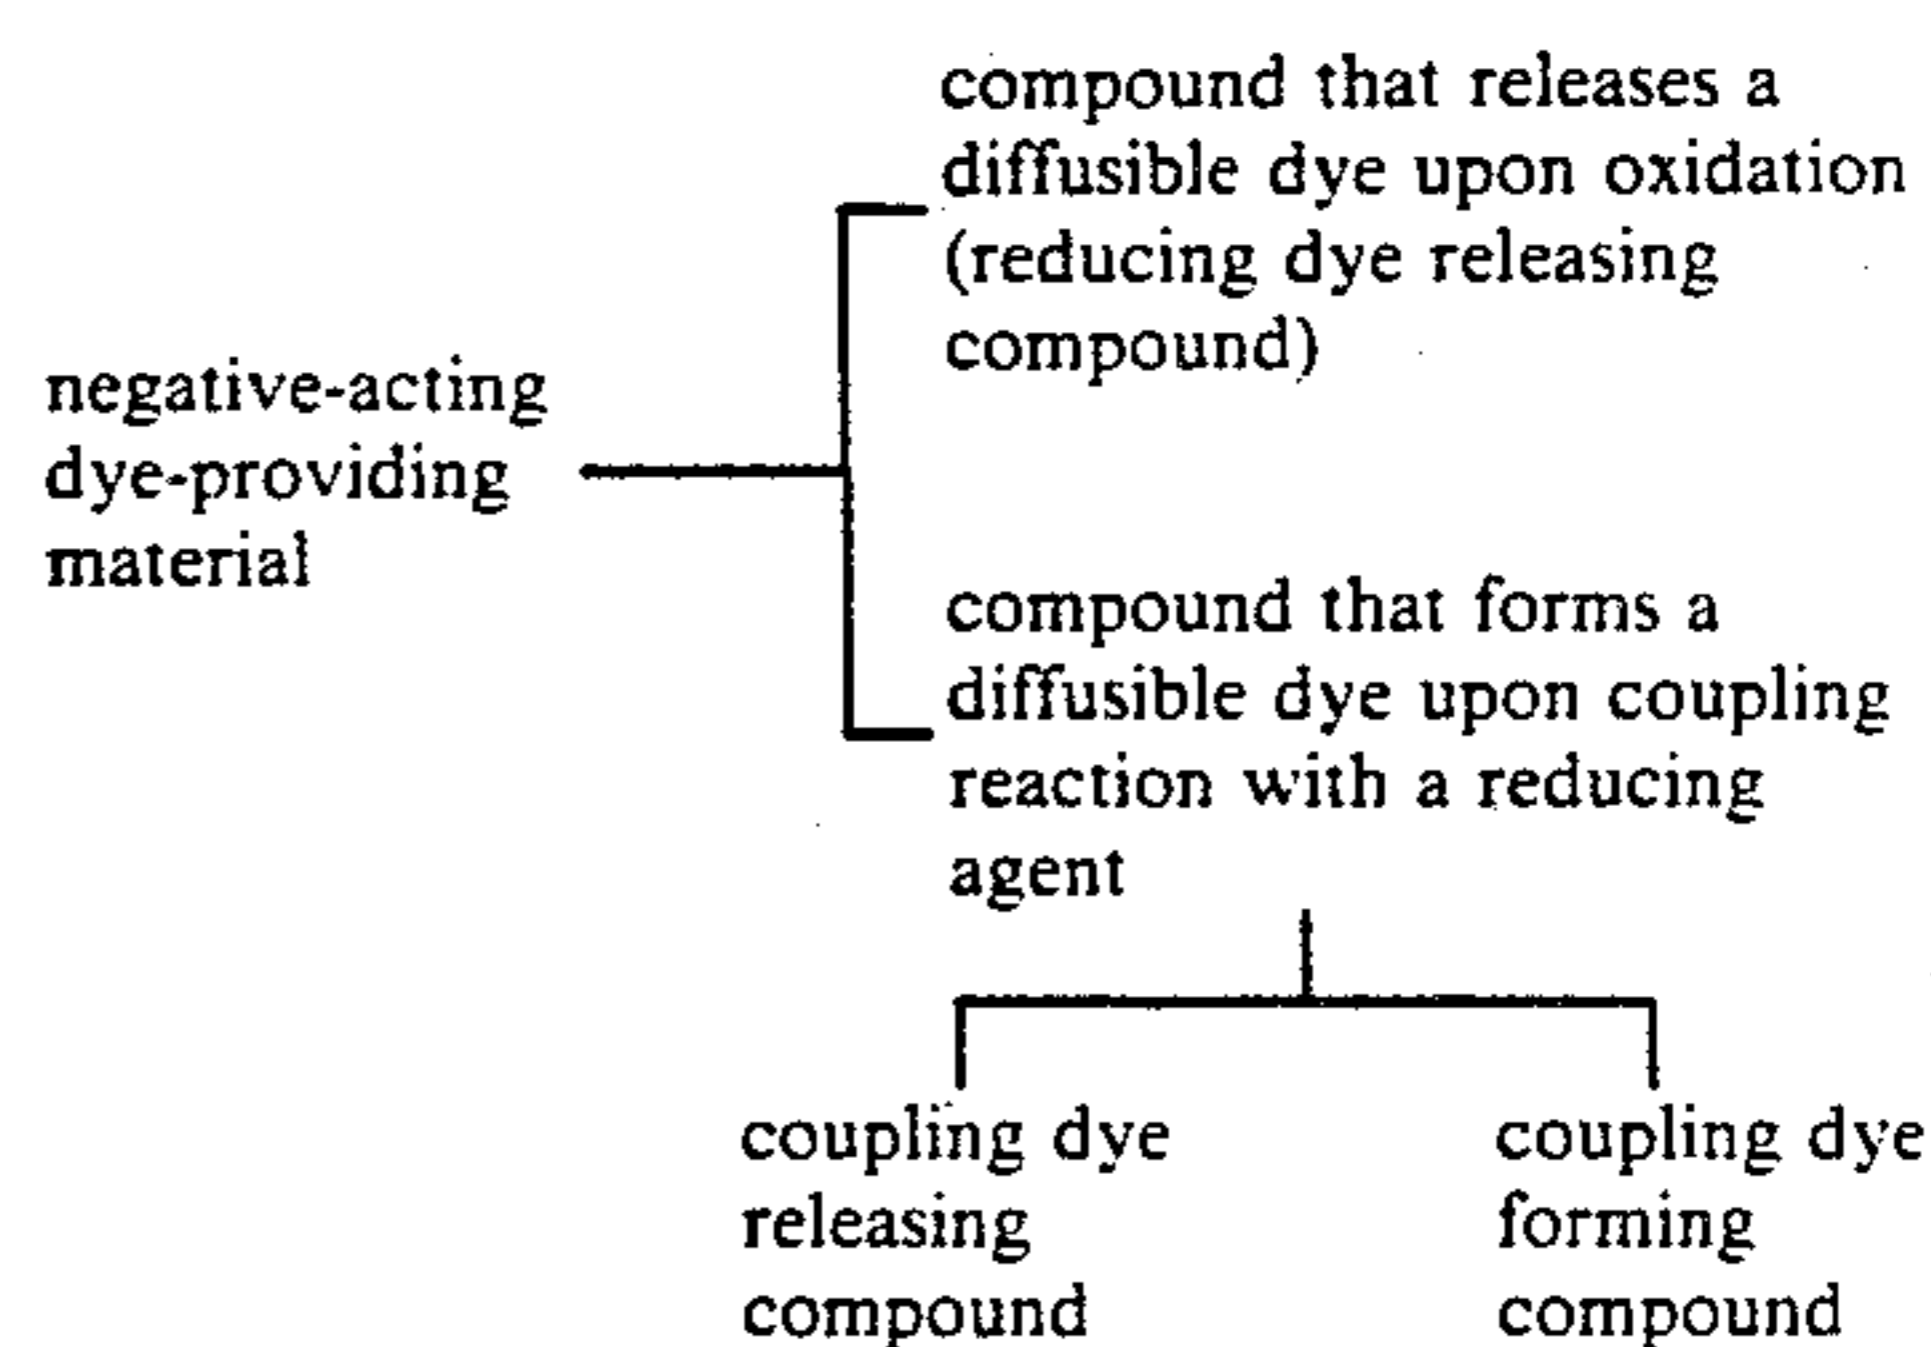 negative-acting
dye-providing
material
compound that releases a
diffusible dye upon oxidation
(reducing dye releasing
compound)
compound that forms a
diffusible dye upon coupling
reaction with a reducing
agent
coupling dye
releasing
compound
coupling dye
forming
compound